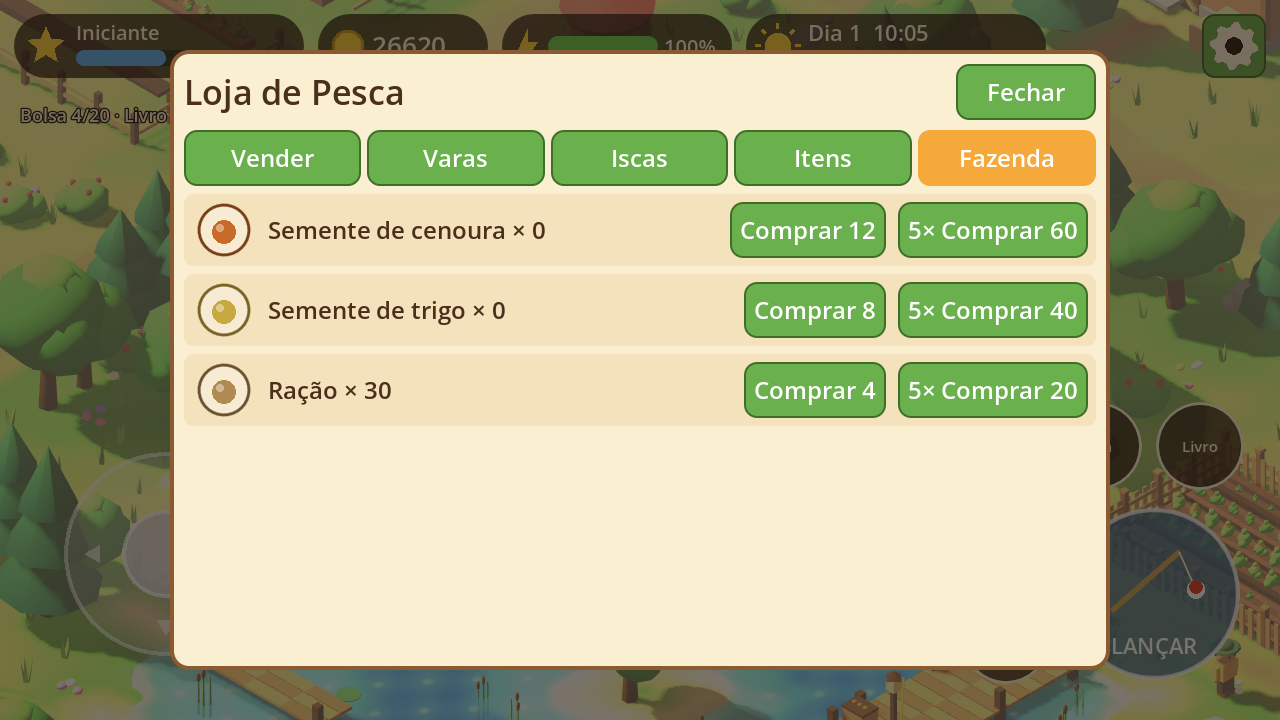 Iniciante
26620
100%
Dia 1 10:05
Bolsa 4/20 · Livro
Loja de Pesca
Fechar
Vender
Varas
Iscas
Itens
Fazenda
Semente de cenoura × 0
Comprar 12
5× Comprar 60
Semente de trigo × 0
Comprar 8
5× Comprar 40
Ração × 30
Comprar 4
5× Comprar 20
Livro
LANÇAR